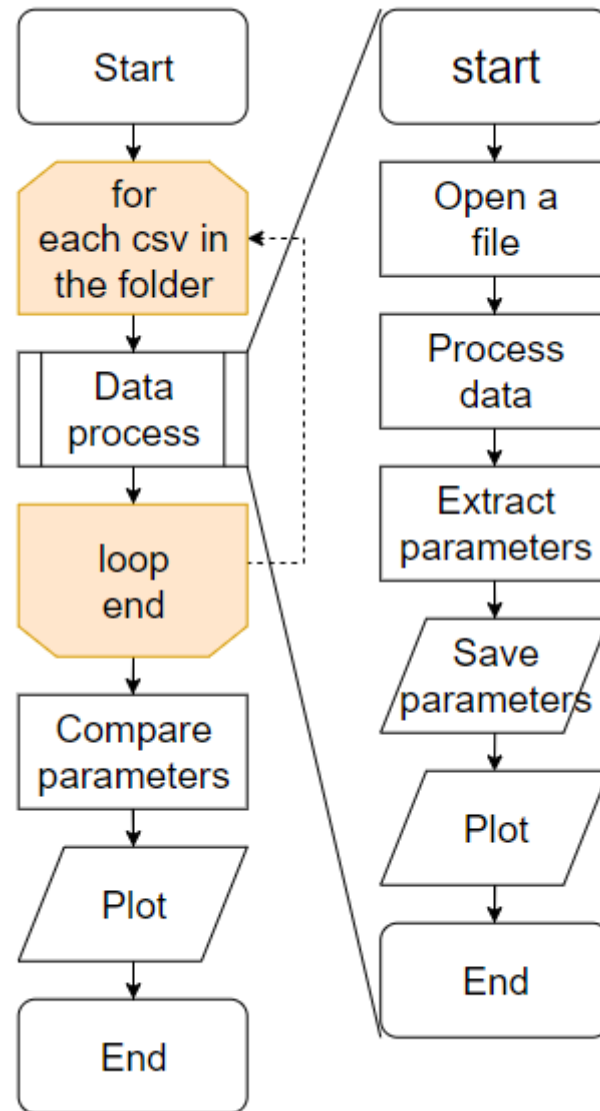 Start
for
each csv in
the folder
Data
process
loop
end
Compare
parameters
Plot
End
start
Open a
file
Process
data
Extract
parameters
Save
parameters
Plot
End